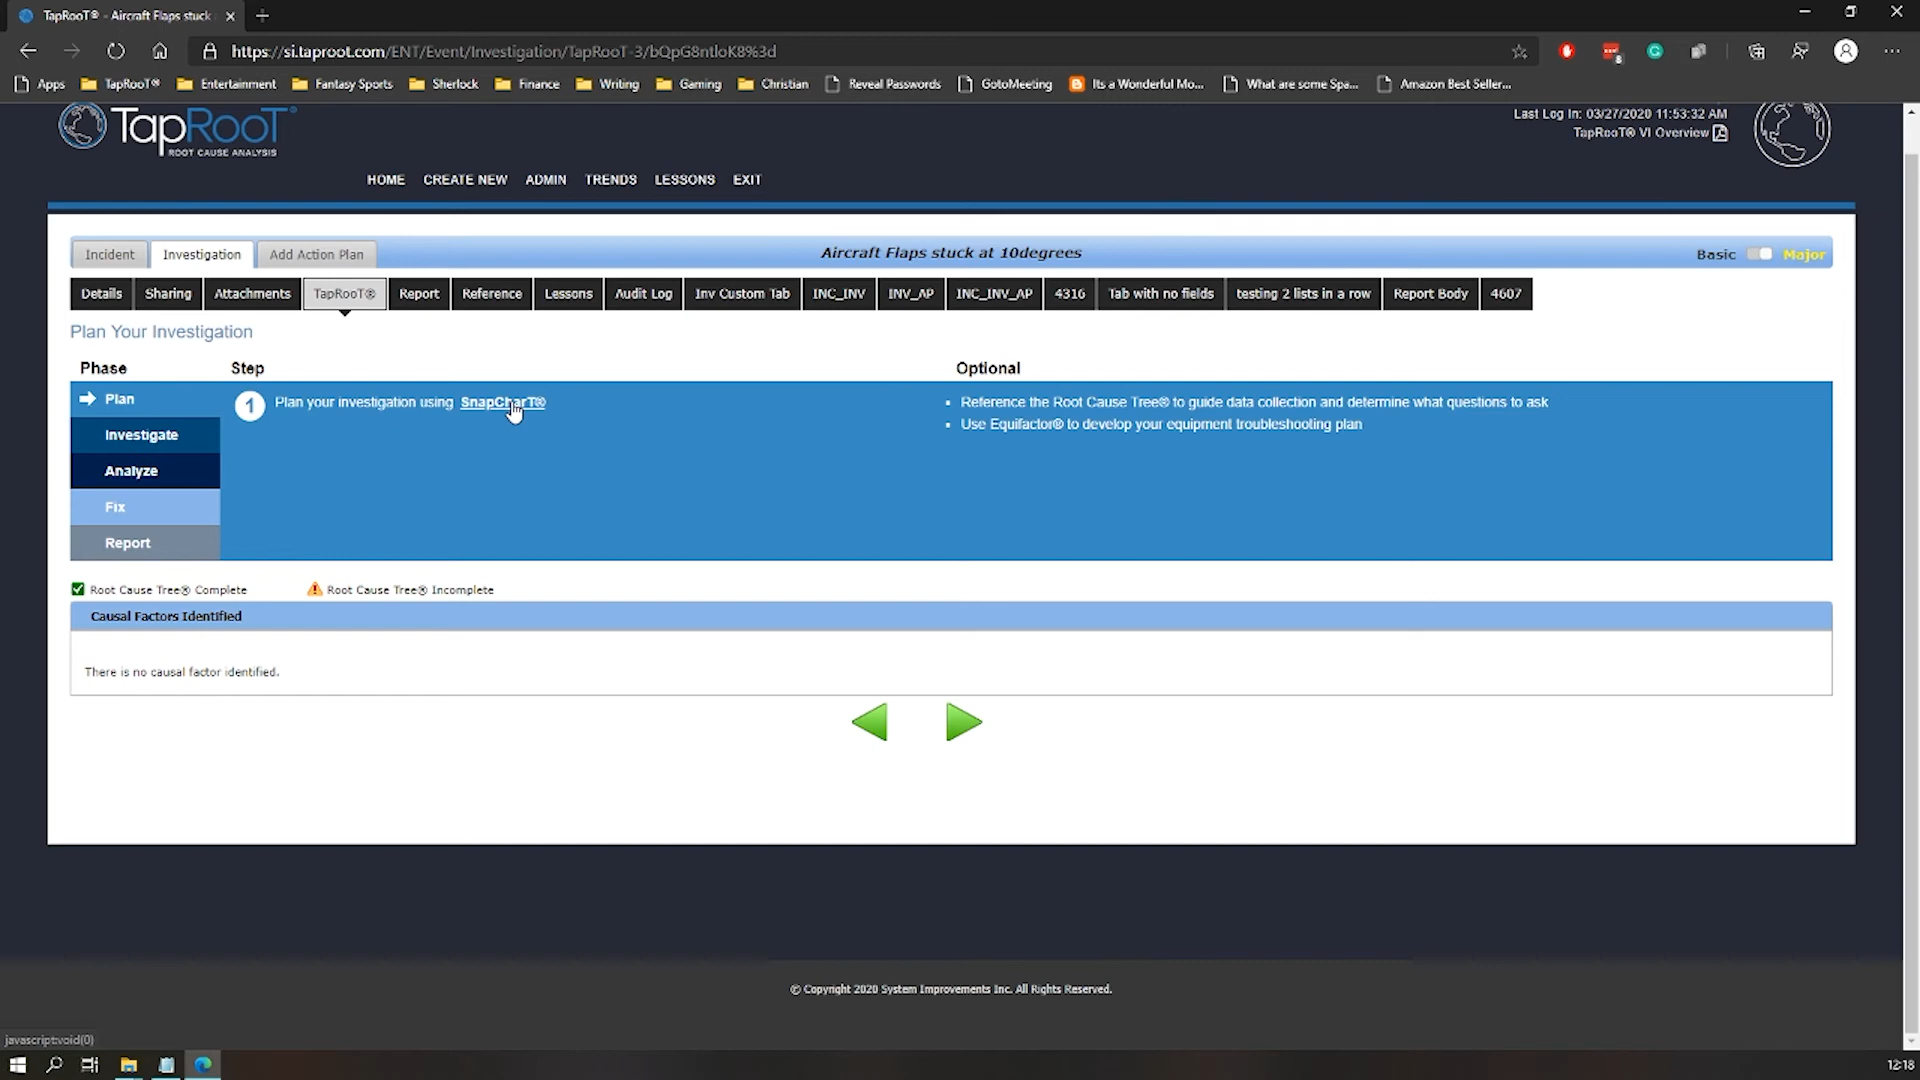 TapRooT® - Aircraft Flaps stuck
https://si.taproot.com/ENT/Event/Investigation/TapRooT-3/bQpG8ntloK8%3d
8
Apps TapRooT® Entertainment Fantasy Sports Sherlock Finance Writing Gaming Christian Reveal Passwords GotoMeeting Its a Wonderful Mo... What are some Spa... Amazon Best Seller...
TapRooT®
ROOT CAUSE ANALYSIS
Last Log In: 03/27/2020 11:53:32 AM
TapRooT® VI Overview
HOME CREATE NEW ADMIN TRENDS LESSONS EXIT
Incident Investigation Add Action Plan Aircraft Flaps stuck at 10degrees Basic Major
Details Sharing Attachments TapRooT® Report Reference Lessons Audit Log Inv Custom Tab INC_INV INV_AP INC_INV_AP 4316 Tab with no fields testing 2 lists in a row Report Body 4607
Plan Your Investigation
Phase Step Optional
Plan 1 Plan your investigation using SnapCharT® • Reference the Root Cause Tree® to guide data collection and determine what questions to ask
• Use Equifactor® to develop your equipment troubleshooting plan
Investigate
Analyze
Fix
Report
Root Cause Tree® Complete Root Cause Tree® Incomplete
Causal Factors Identified
There is no causal factor identified.
© Copyright 2020 System Improvements Inc. All Rights Reserved.
javascript:void(0)
12:18